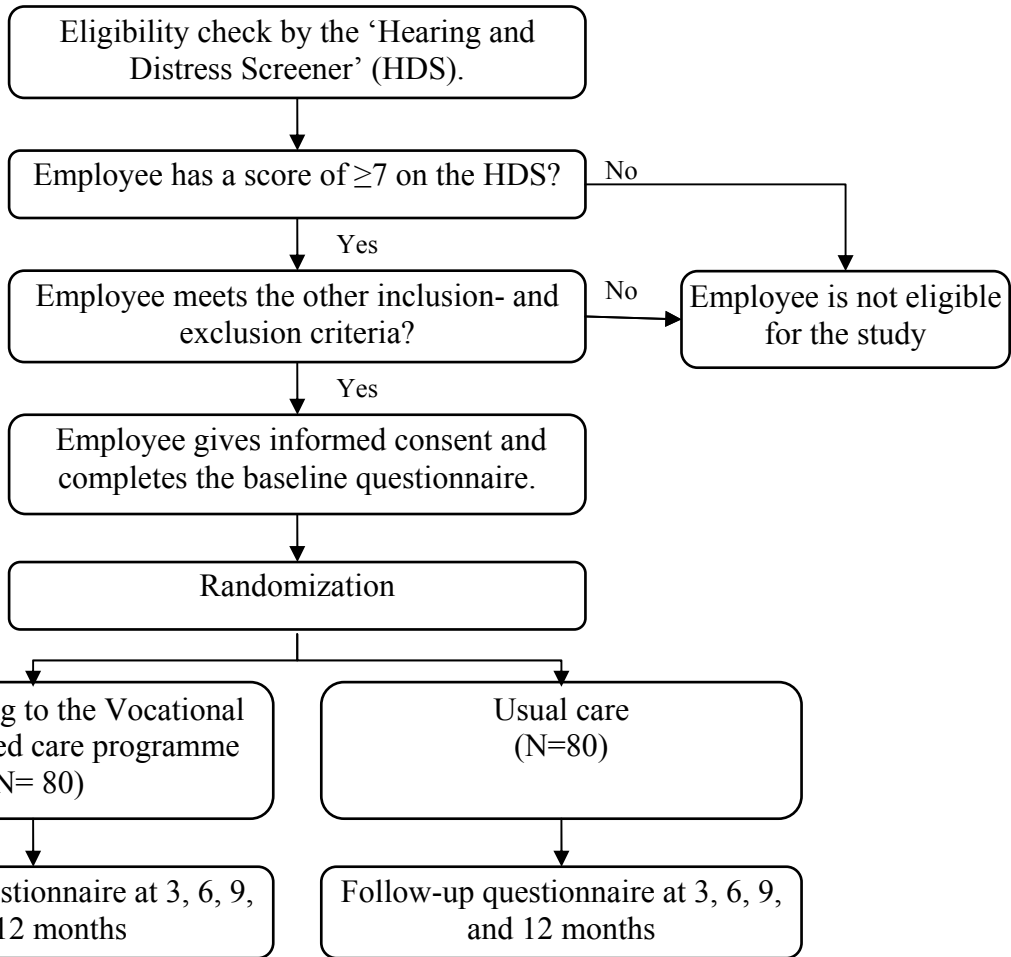 Eligibility check by the ‘Hearing and
Distress Screener’ (HDS).
Employee has a score of ≥7 on the HDS?
No
Yes
Employee meets the other inclusion- and
exclusion criteria?
No
Employee is not eligible
for the study
Yes
Employee gives informed consent and
completes the baseline questionnaire.
Randomization
to the Vocational
care programme
N= 80)
Usual care
(N=80)
at 3, 6, 9,
12 months
Follow-up questionnaire at 3, 6, 9,
and 12 months